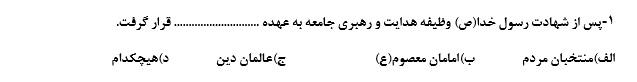 ۱-پس از شهادت رسول خدا(ص) وظیفه هدایت و رهبری جامعه به عهده ............................. قرار گرفت.
الف)منتخبان مردم ب)امامان معصوم(ع) ج)عالمان دین د)هیچکدام